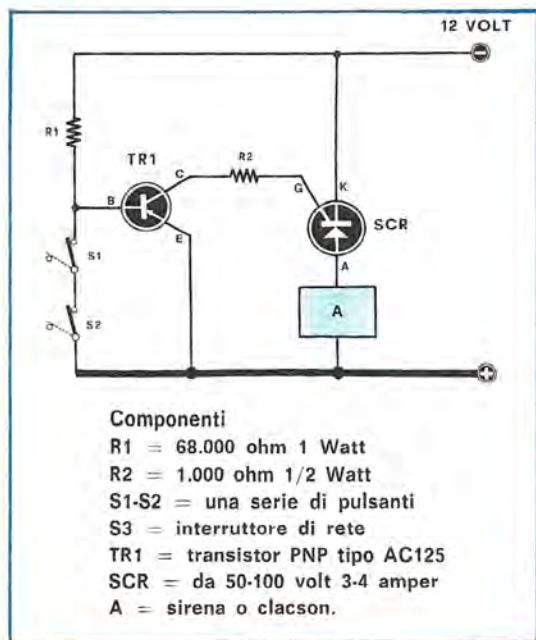 12 VOLT
R1
TR1
C
R2
B
G
K
SCR
E
A
S1
A
S2
Componenti
R1 = 68.000 ohm 1 Watt
R2 = 1.000 ohm 1/2 Watt
S1-S2 = una serie di pulsanti
S3 = interruttore di rete
TR1 = transistor PNP tipo AC125
SCR = da 50-100 volt 3-4 amper
A = sirena o clacson.